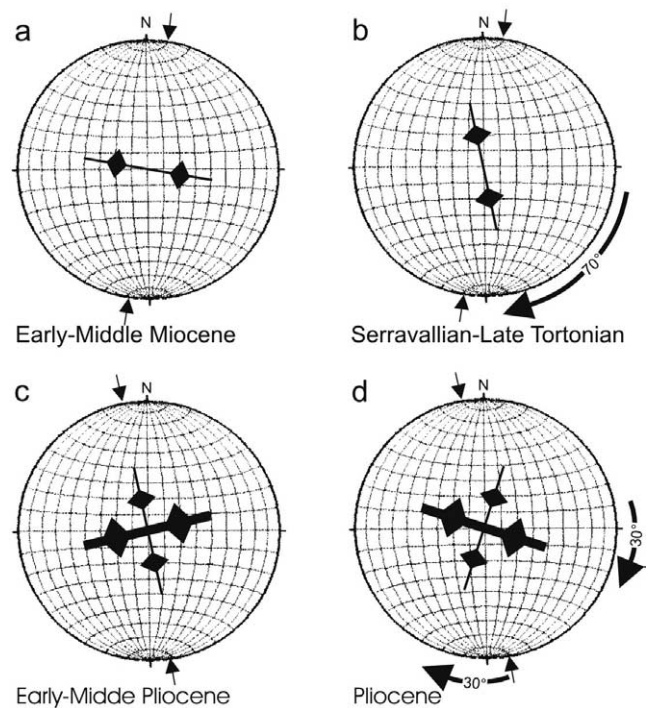 a
N
Early-Middle Miocene
b
N
70°
Serravallian-Late Tortonian
c
N
Early-Midde Pliocene
d
N
30°
30°
Pliocene